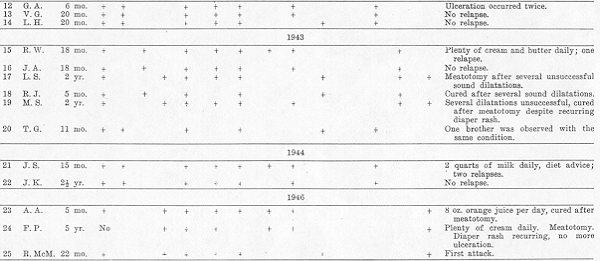 12 G. A. 6 mo. + + + + + + + Ulceration occurred twice.
13 V. G. 20 mo. + + + + + + No relapse.
14 L. H. 20 mo. + + + + + + + No relapse.
1943
15 R. W. 18 mo. + + + + + + + + Plenty of cream and butter daily; one
relapse.
16 J. A. 18 mo. + + + + + + No relapse.
17 L. S. 2 yr. + + + + + + + + Meatotomy after several unsuccessful
sound dilatations.
18 R. J. 5 mo. + + + + + + Cured after several sound dilatations.
19 M. S. 2 yr. + + + + + + + + Several dilatations unsuccessful, cured
after meatotomy despite recurring
diaper rash.
20 T. G. 11 mo. + + + + + + One brother was observed with the
same condition.
1944
21 J. S. 15 mo. + + + + + + + + 2 quarts of milk daily, diet advice;
two relapses.
22 J. K. 2½ yr. + + + + + + No relapse.
1946
23 A. A. 5 mo. + + + + + + + + 8 oz. orange juice per day, cured after
meatotomy.
24 F. P. 5 yr. No + + + + + + Plenty of cream daily. Meatotomy.
Diaper rash recurring, no more
ulceration.
25 R. McM. 22 mo. + + + + + + First attack.